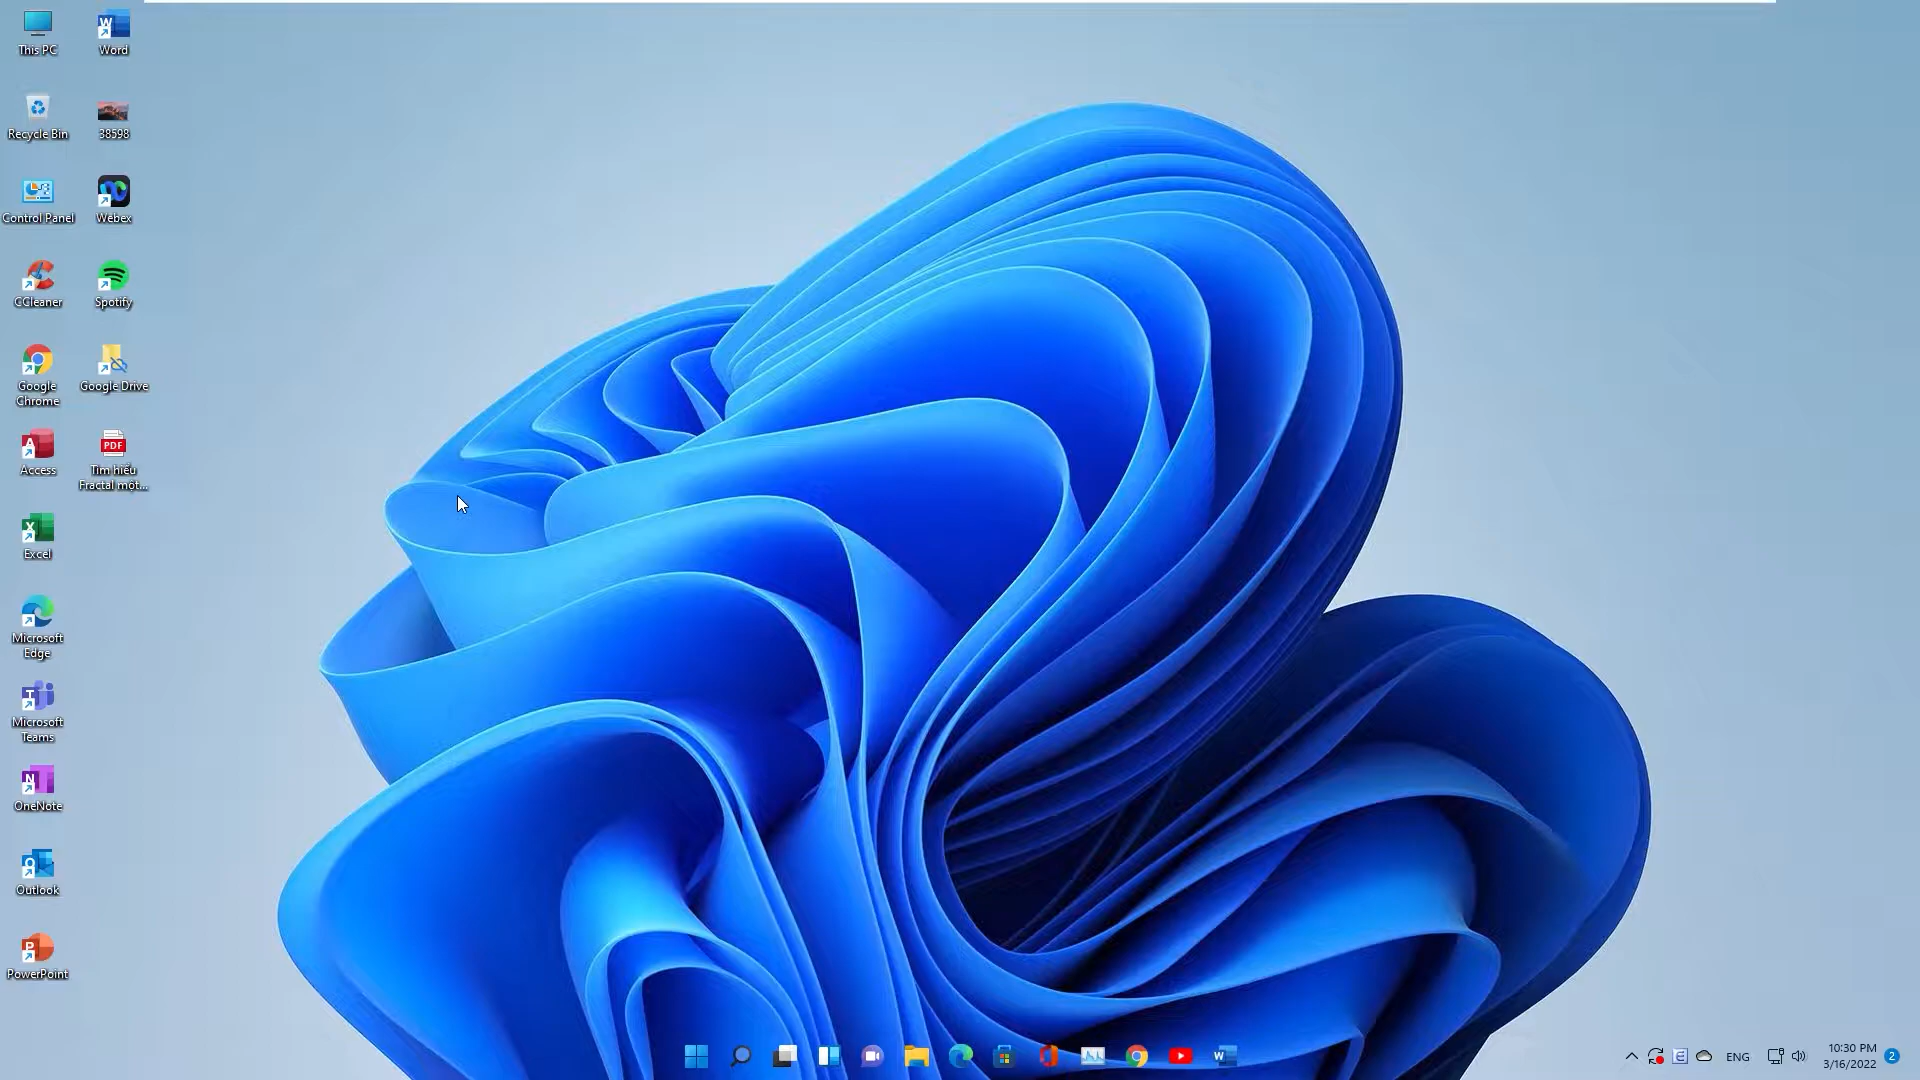 This PC
Word
Recycle Bin
38598
Control Panel
Webex
CCleaner
Spotify
Google
Chrome
Google Drive
Access
PDF
Tìm hiểu
Fractal một...
Excel
Microsoft
Edge
Microsoft
Teams
OneNote
Outlook
PowerPoint
ENG
10:30 PM
3/16/2022
2